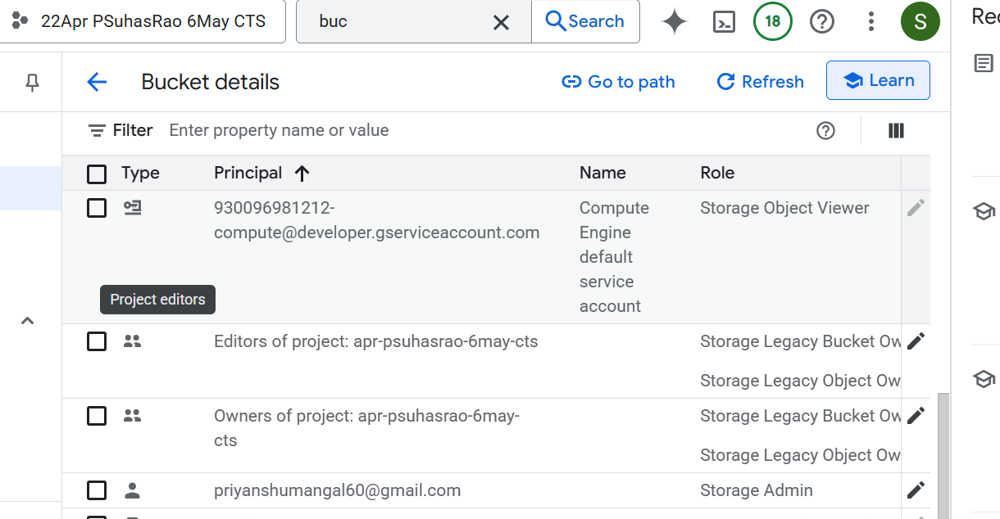 22Apr PSuhasRao 6May CTS
buc
Search
18
S
Rec
Bucket details
Go to path
Refresh
Learn
Filter Enter property name or value
Type Principal Name Role
930096981212-
compute@developer.gserviceaccount.com
Compute
Engine
default
service
account
Storage Object Viewer
Project editors
Editors of project: apr-psuhasrao-6may-cts
Storage Legacy Bucket Ow
Storage Legacy Object Ow
Owners of project: apr-psuhasrao-6may-
cts
Storage Legacy Bucket Ow
Storage Legacy Object Ow
priyanshumangal60@gmail.com
Storage Admin